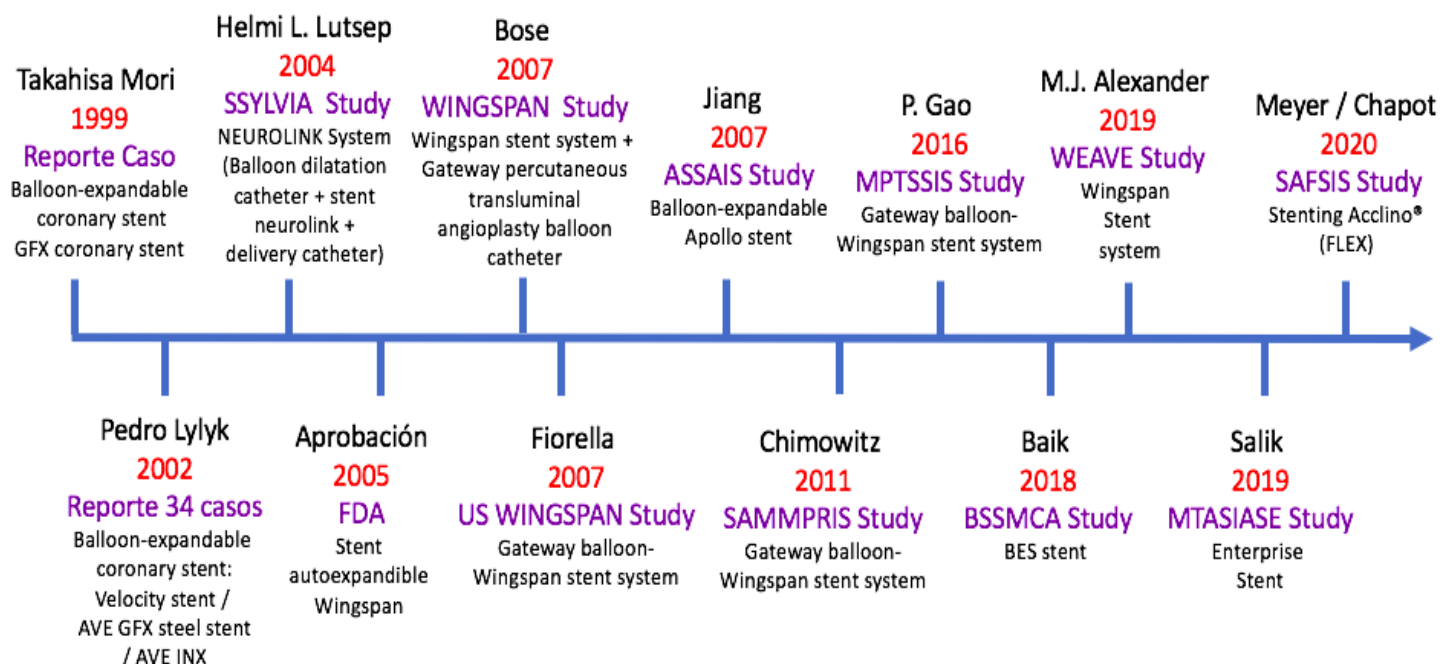 Takahisa Mori
1999
Reporte Caso
Balloon-expandable
coronary stent
GFX coronary stent
Helmi L. Lutsep
2004
SSYLVIA Study
NEUROLINK System
(Balloon dilatation
catheter + stent
neurolink +
delivery catheter)
Bose
2007
WINGSPAN Study
Wingspan stent system +
Gateway percutaneous
transluminal
angioplasty balloon
catheter
Jiang
2007
ASSAIS Study
Balloon-expandable
Apollo stent
P. Gao
2016
MPTSSIS Study
Gateway balloon-
Wingspan stent system
M.J. Alexander
2019
WEAVE Study
Wingspan
Stent
system
Meyer / Chapot
2020
SAFSIS Study
Stenting Acclino®
(FLEX)
Pedro Lylyk
2002
Reporte 34 casos
Balloon-expandable
coronary stent:
Velocity stent /
AVE GFX steel stent
/ AVE INX
Aprobación
2005
FDA
Stent
autoexpandible
Wingspan
Fiorella
2007
US WINGSPAN Study
Gateway balloon-
Wingspan stent system
Chimowitz
2011
SAMMPRIS Study
Gateway balloon-
Wingspan stent system
Baik
2018
BSSMCA Study
BES stent
Salik
2019
MTASIASE Study
Enterprise
Stent